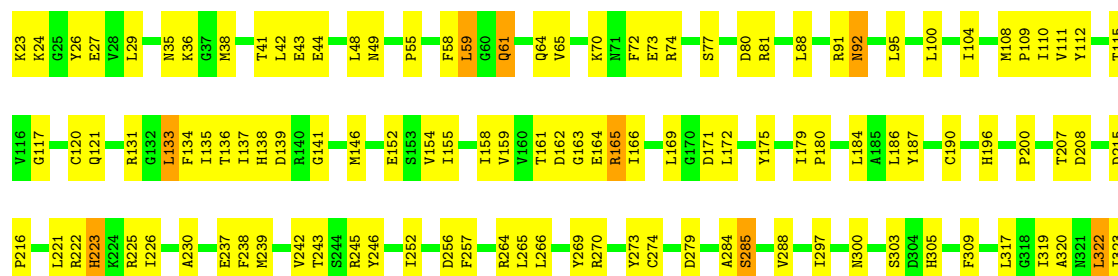 K23 K24 G25 Y26 E27 V28 L29 N35 K36 G37 M38 T41 L42 E43 E44 L48 N49 P55 F58 L59 G60 Q61 Q64 V65 K70 N71 F72 E73 R74 S77 D80 R81 L88 R91 N92 L95 L100 I104 M108 P109 I110 V111 Y112 T115
V116 G117 C120 Q121 R131 G132 L133 F134 I135 T136 I137 H138 D139 R140 G141 M146 E152 S153 V154 I155 I158 V159 V160 T161 D162 G163 E164 R165 I166 L169 G170 D171 L172 Y175 I179 P180 L184 A185 L186 Y187 C190 H196 P200 T207 D208 D215
P216 L221 R222 H223 K224 R225 I226 A230 E237 F238 M239 V242 T243 S244 R245 Y246 I252 D256 F257 R264 L265 L266 Y269 R270 Y273 C274 D279 A284 S285 V288 I297 N300 S303 D304 H305 F309 L317 G318 I319 A320 N321 L322